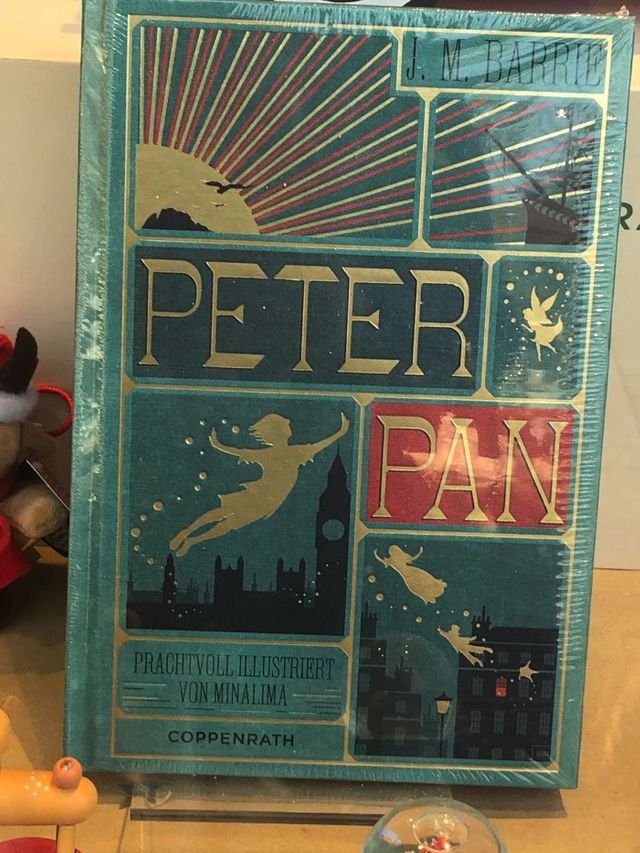 J. M. BARRIE
PETER
PAN
PRACHTVOLL ILLUSTRIERT
VON MINALIMA
COPPENRATH